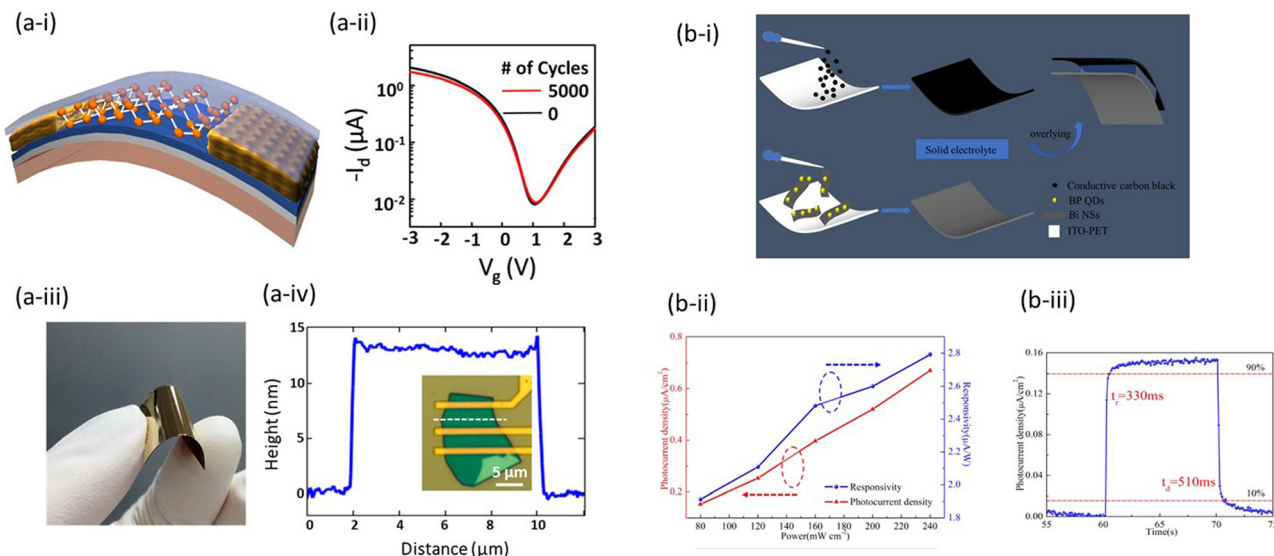 (a-i)
(a-ii)
-I_d (μA)
10⁰
10⁻¹
10⁻²
# of Cycles
5000
0
-3 -2 -1 0 1 2 3
V_g (V)
(b-i)
Solid electrolyte
overlying
Conductive carbon black
BP QDs
Bi NSs
ITO-PET
(a-iii)
(a-iv)
Height (nm)
15
10
5
0
5 μm
0 2 4 6 8 10
Distance (μm)
(b-ii)
Photocurrent density(μA/cm²)
0.8
0.6
0.4
0.2
Responsivity
Photocurrent density
2.8
2.6
2.4
2.2
2.0
1.8
Responsivity(μA/W)
80 100 120 140 160 180 200 220 240
Power(mW cm⁻²)
(b-iii)
Photocurrent density(μA/cm²)
0.16
0.12
0.08
0.04
0.00
90%
t_r=330ms
t_d=510ms
10%
55 60 65 70
Time(s)